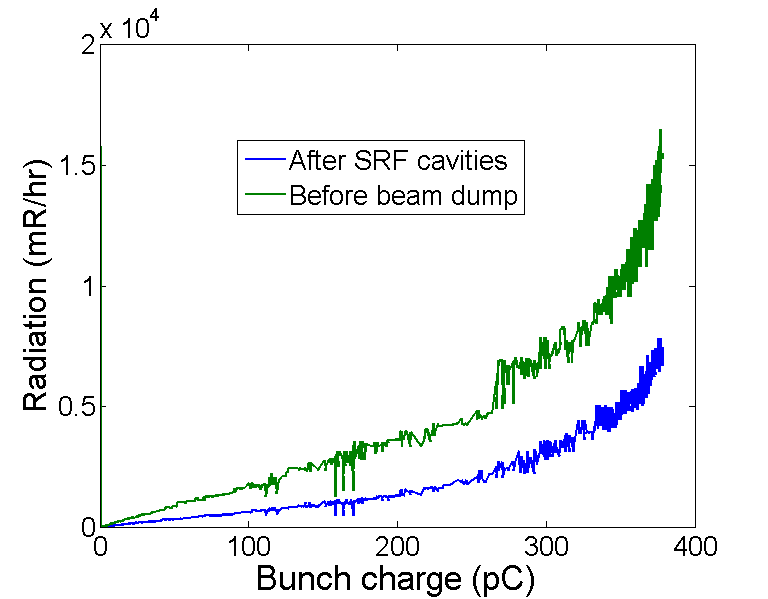 x 10^4
2
1.5
1
0.5
0
0 100 200 300 400
Radiation (mR/hr)
After SRF cavities
Before beam dump
Bunch charge (pC)